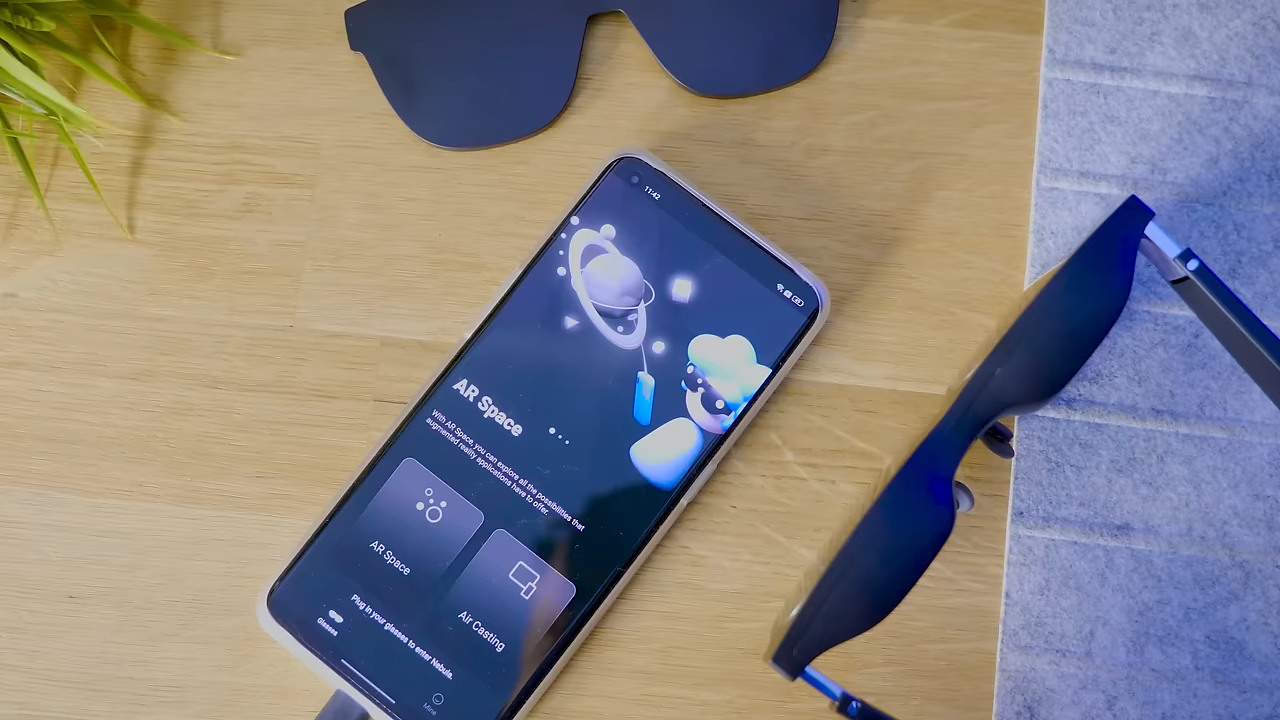 11:42
AR Space
With AR Space, you can explore all the possibilities that
augmented reality applications have to offer.
AR Space
Air Casting
Plug in your glasses to enter Nebula.
Glasses
Mine